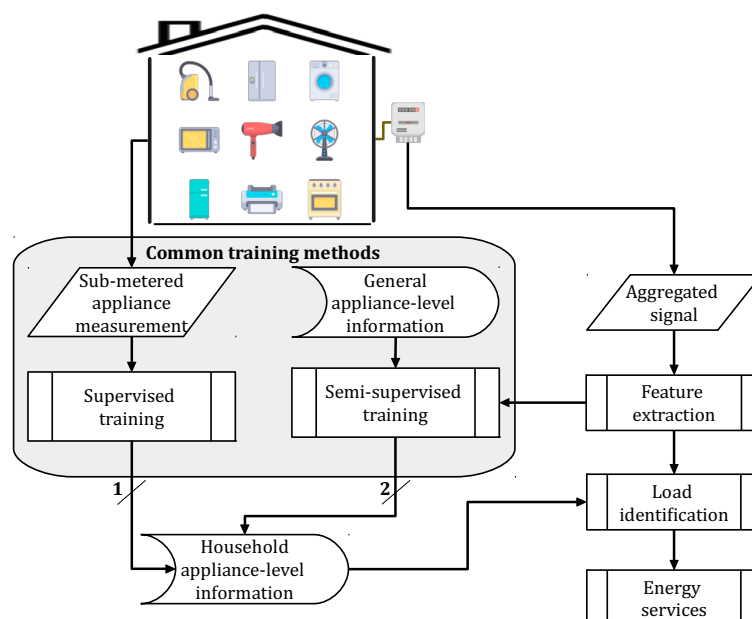 Common training methods
Sub-metered
appliance
measurement
General
appliance-level
information
Aggregated
signal
Supervised
training
Semi-supervised
training
Feature
extraction
1
2
Load
identification
Household
appliance-level
information
Energy
services